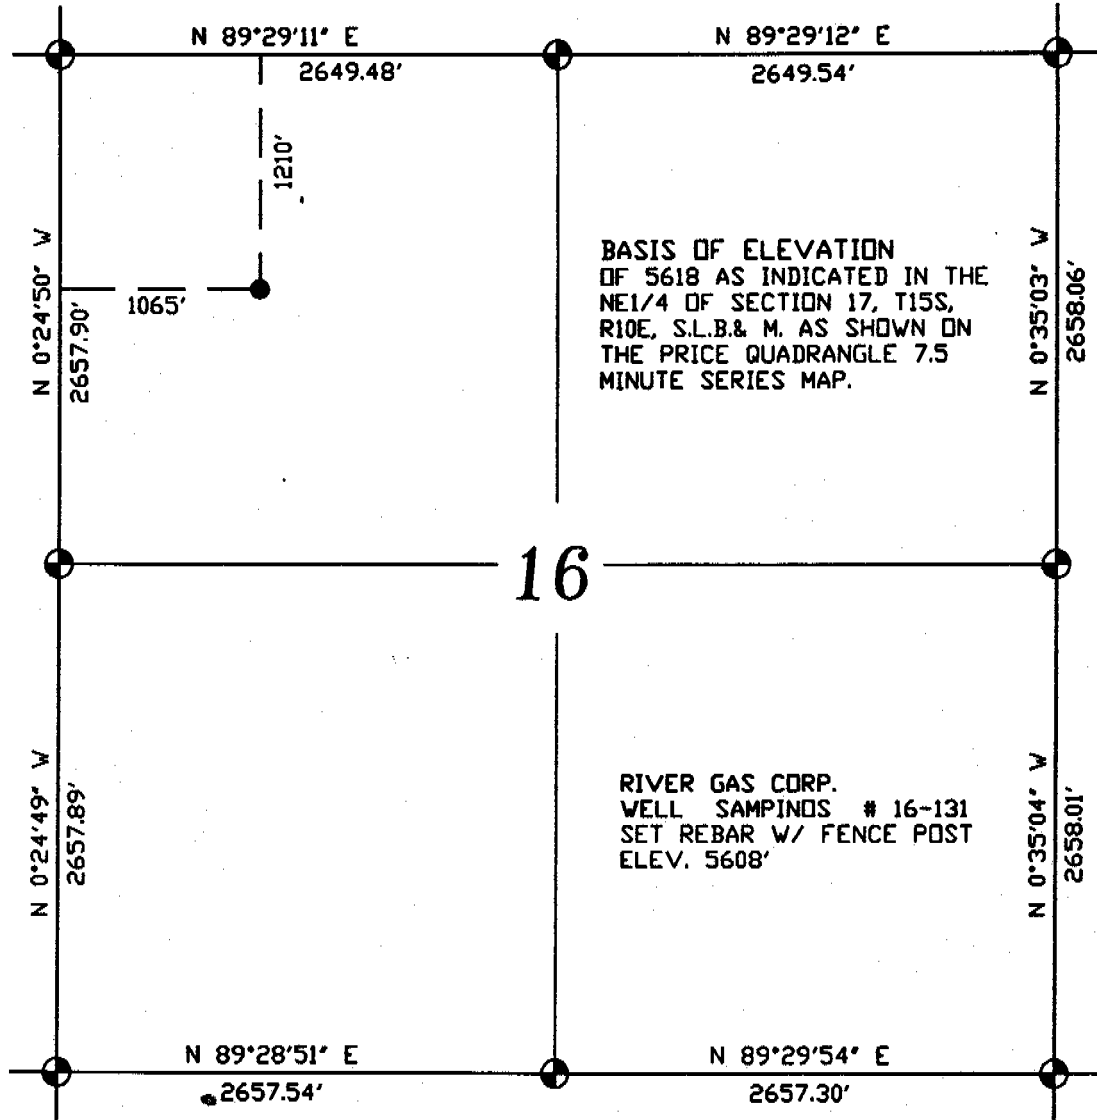 N 89°29'11" E
2649.48'
N 89°29'12" E
2649.54'
1210'
1065'
N 0°24'50" W
2657.90'
BASIS OF ELEVATION
OF 5618 AS INDICATED IN THE
NE1/4 OF SECTION 17, T15S,
R10E, S.L.B.& M. AS SHOWN ON
THE PRICE QUADRANGLE 7.5
MINUTE SERIES MAP.
N 0°35'03" W
2658.06'
16
N 0°24'49" W
2657.89'
RIVER GAS CORP.
WELL SAMPINOS # 16-131
SET REBAR W/ FENCE POST
ELEV. 5608'
N 0°35'04" W
2658.01'
N 89°28'51" E
2657.54'
N 89°29'54" E
2657.30'